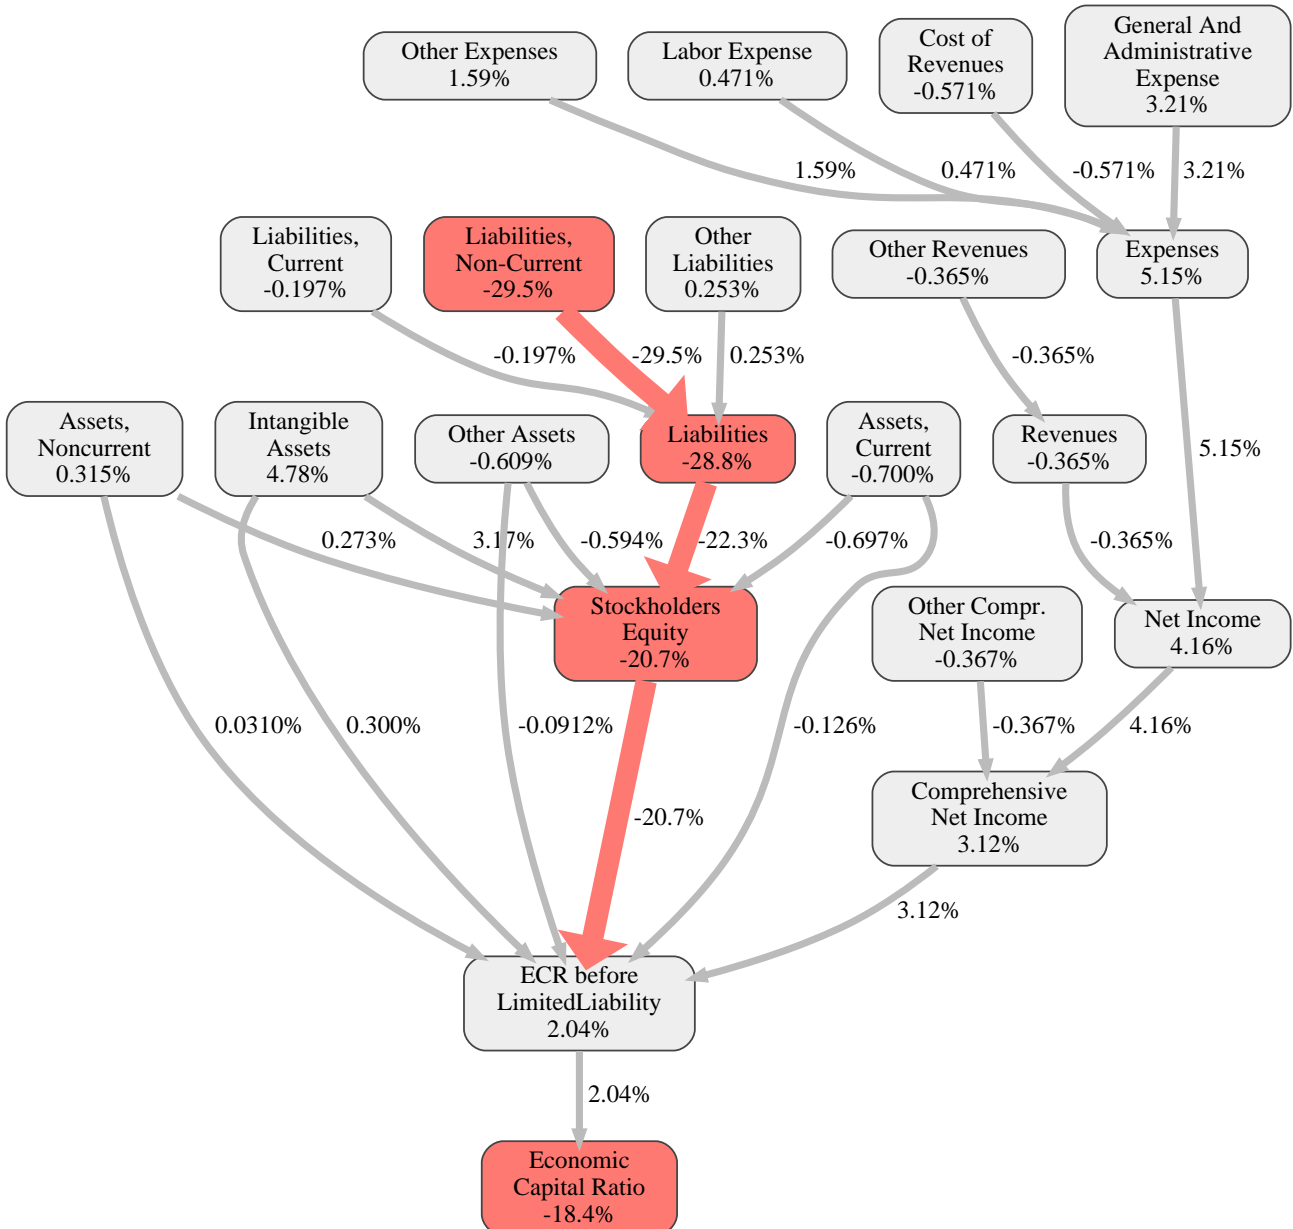 Other Expenses
1.59%
Labor Expense
0.471%
Cost of
Revenues
-0.571%
General And
Administrative
Expense
3.21%
1.59%
0.471%
-0.571%
3.21%
Liabilities,
Current
-0.197%
Liabilities,
Non-Current
-29.5%
Other
Liabilities
0.253%
Other Revenues
-0.365%
Expenses
5.15%
-0.197%
-29.5%
0.253%
-0.365%
Assets,
Noncurrent
0.315%
Intangible
Assets
4.78%
Other Assets
-0.609%
Liabilities
-28.8%
Assets,
Current
-0.700%
Revenues
-0.365%
5.15%
0.273%
3.17%
-0.594%
-22.3%
-0.697%
-0.365%
Stockholders
Equity
-20.7%
Other Compr.
Net Income
-0.367%
Net Income
4.16%
0.0310%
0.300%
-0.0912%
-0.126%
-0.367%
4.16%
-20.7%
Comprehensive
Net Income
3.12%
3.12%
ECR before
LimitedLiability
2.04%
2.04%
Economic
Capital Ratio
-18.4%